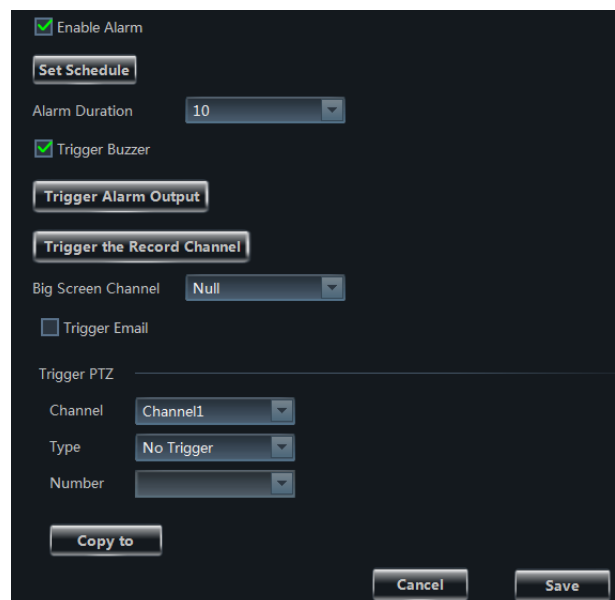 Enable Alarm
Set Schedule
Alarm Duration 10
Trigger Buzzer
Trigger Alarm Output
Trigger the Record Channel
Big Screen Channel Null
Trigger Email
Trigger PTZ
Channel Channel1
Type No Trigger
Number
Copy to
Cancel Save